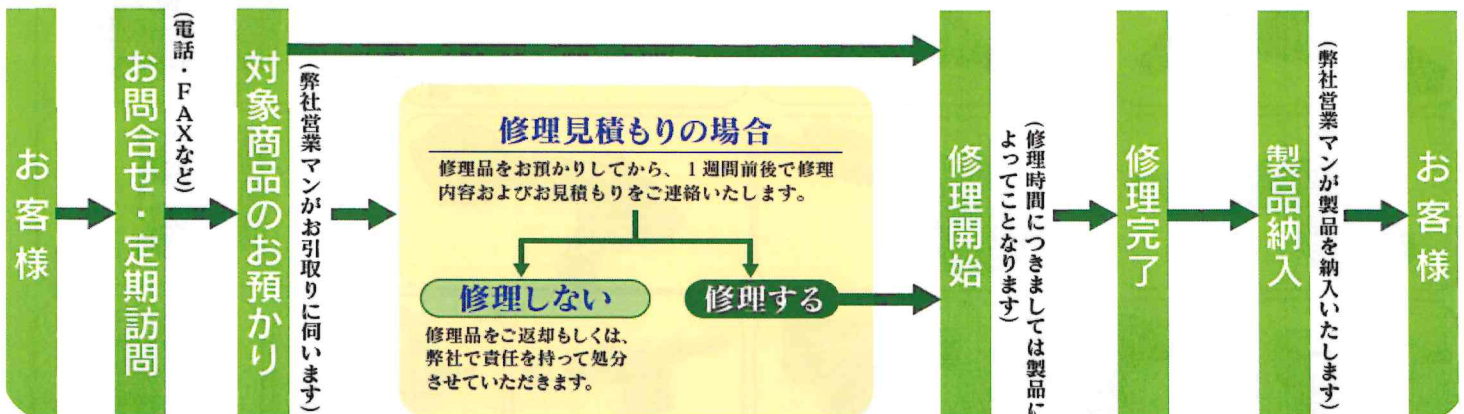 お客様
お問合せ・定期訪問
(電話・FAXなど)
対象商品のお預かり
(弊社営業マンがお引取りに伺います)
修理見積もりの場合
修理品をお預かりしてから、1週間前後で修理
内容およびお見積もりをご連絡いたします。
修理しない
修理する
修理品をご返却もしくは、
弊社で責任を持って処分
させていただきます。
修理開始
(修理時間につきましては製品に
よってことなります)
修理完了
製品納入
(弊社営業マンが製品を納入いたします)
お客様